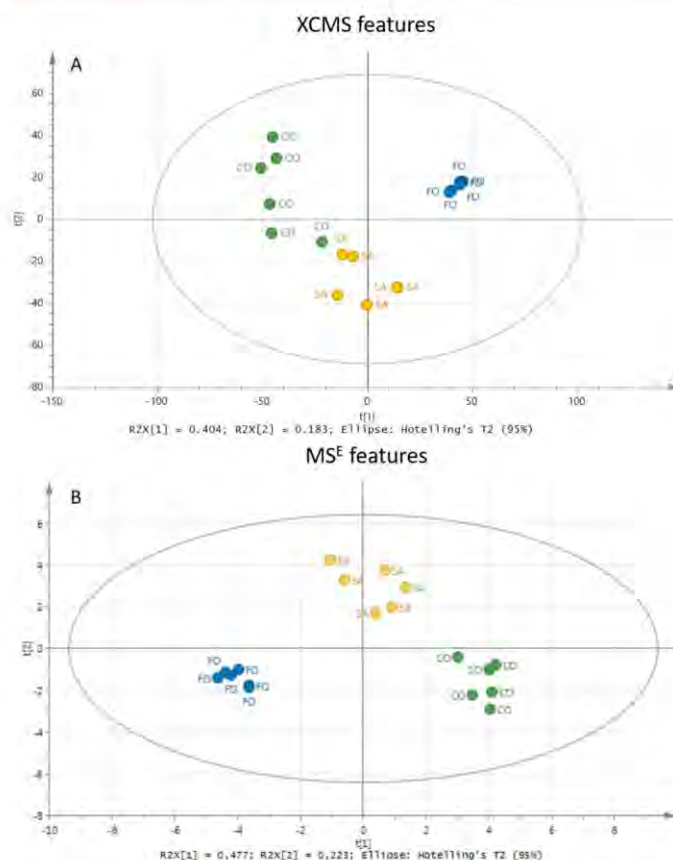 XCMS features
A
60
40
20
0
-20
-40
-60
-80
t[2]
CO
CO
CO
CO
CO
SA
SA
SA
SA
SA
FO
FO
FO
FO
-150
-100
-50
0
50
100
t[1]
R2X[1] = 0.404; R2X[2] = 0.183; Ellipse: Hotelling's T2 (95%)
MSᴱ features
B
6
4
2
0
-2
-4
-6
-8
t[2]
SA
SA
SA
SA
SA
SA
FO
FO
FO
FO
FO
CO
CO
CO
CO
CO
CO
-10
-8
-6
-4
-2
0
2
4
6
8
t[1]
R2X[1] = 0,477; R2X[2] = 0,223; Ellipse: Hotelling's T2 (95%)